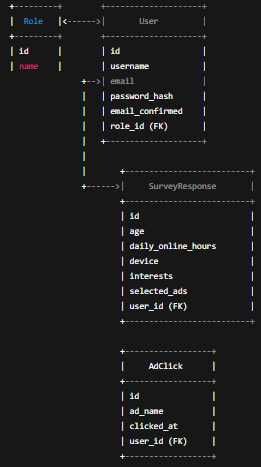 Role
User
id
name
id
username
email
password_hash
email_confirmed
role_id (FK)
SurveyResponse
id
age
daily_online_hours
device
interests
selected_ads
user_id (FK)
AdClick
id
ad_name
clicked_at
user_id (FK)